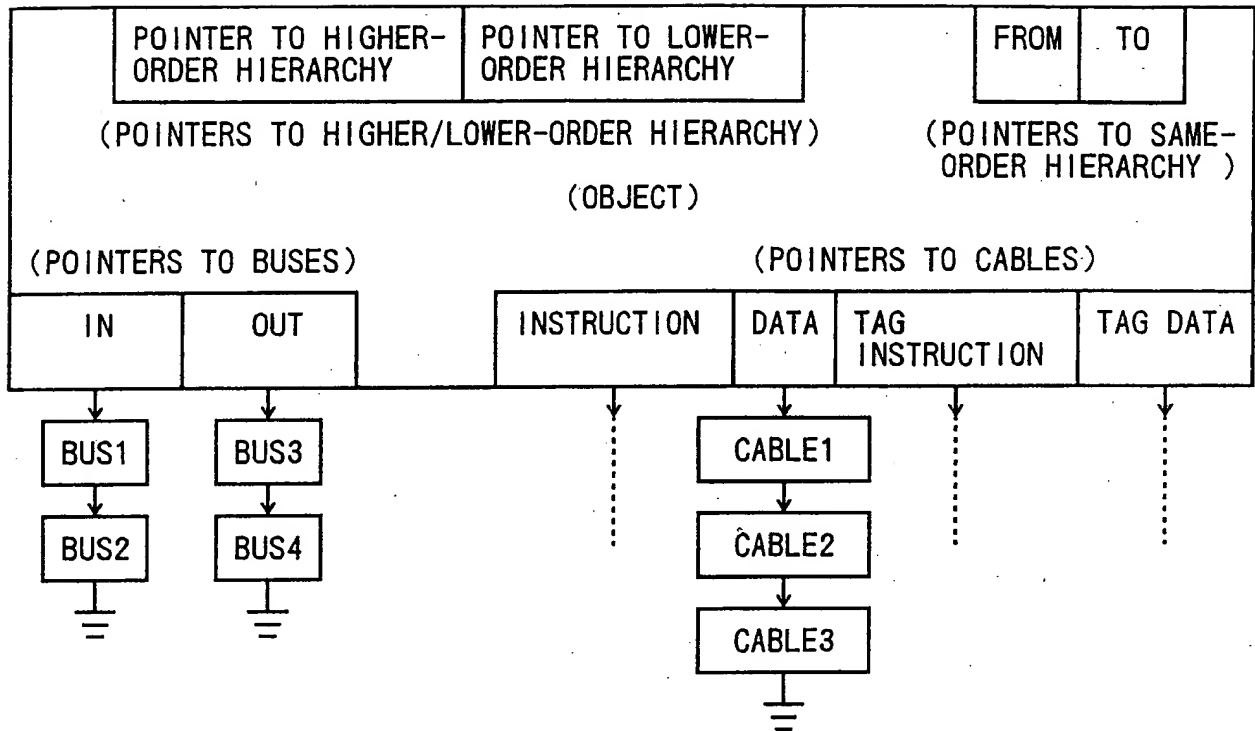 POINTER TO HIGHER-
ORDER HIERARCHY
POINTER TO LOWER-
ORDER HIERARCHY
FROM
TO
(POINTERS TO HIGHER/LOWER-ORDER HIERARCHY)
(POINTERS TO SAME-
ORDER HIERARCHY )
(OBJECT)
(POINTERS TO BUSES)
(POINTERS TO CABLES)
IN
OUT
INSTRUCTION
DATA
TAG
INSTRUCTION
TAG DATA
BUS1
BUS3
CABLE1
BUS2
BUS4
CABLE2
CABLE3